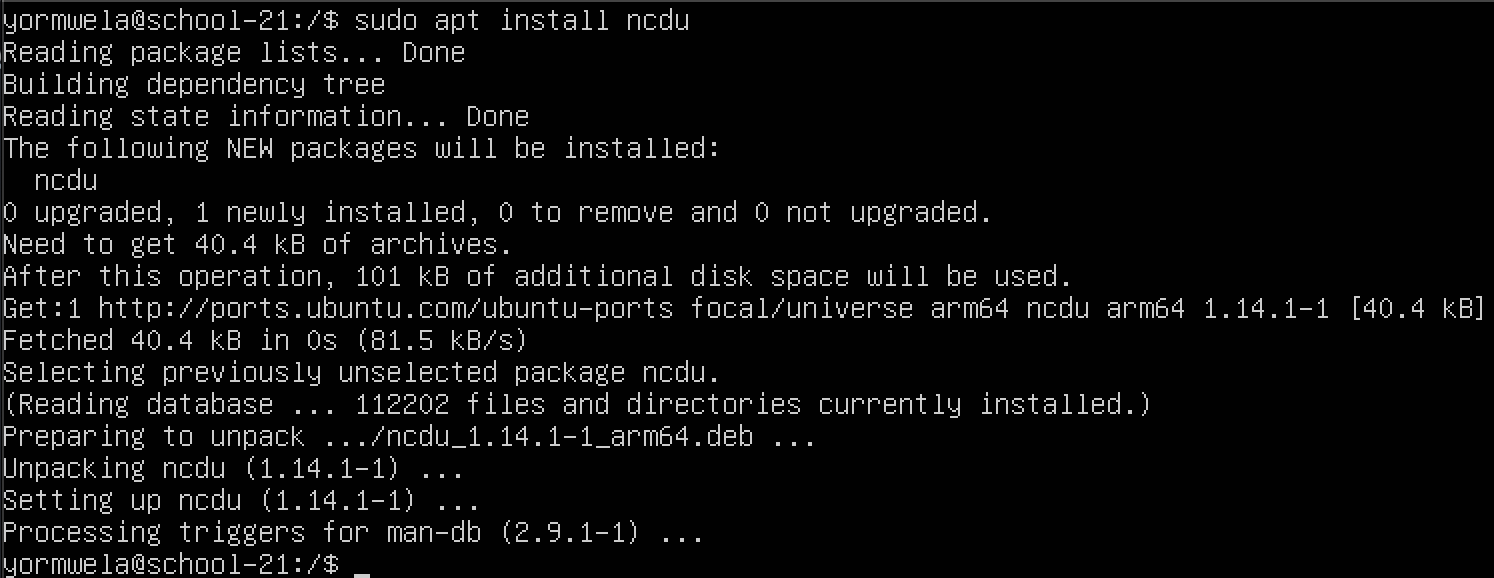 yormwela@school-21:/$ sudo apt install ncdu
Reading package lists... Done
Building dependency tree
Reading state information... Done
The following NEW packages will be installed:
  ncdu
0 upgraded, 1 newly installed, 0 to remove and 0 not upgraded.
Need to get 40.4 kB of archives.
After this operation, 101 kB of additional disk space will be used.
Get:1 http://ports.ubuntu.com/ubuntu-ports focal/universe arm64 ncdu arm64 1.14.1-1 [40.4 kB]
Fetched 40.4 kB in 0s (81.5 kB/s)
Selecting previously unselected package ncdu.
(Reading database ... 112202 files and directories currently installed.)
Preparing to unpack .../ncdu_1.14.1-1_arm64.deb ...
Unpacking ncdu (1.14.1-1) ...
Setting up ncdu (1.14.1-1) ...
Processing triggers for man-db (2.9.1-1) ...
yormwela@school-21:/$